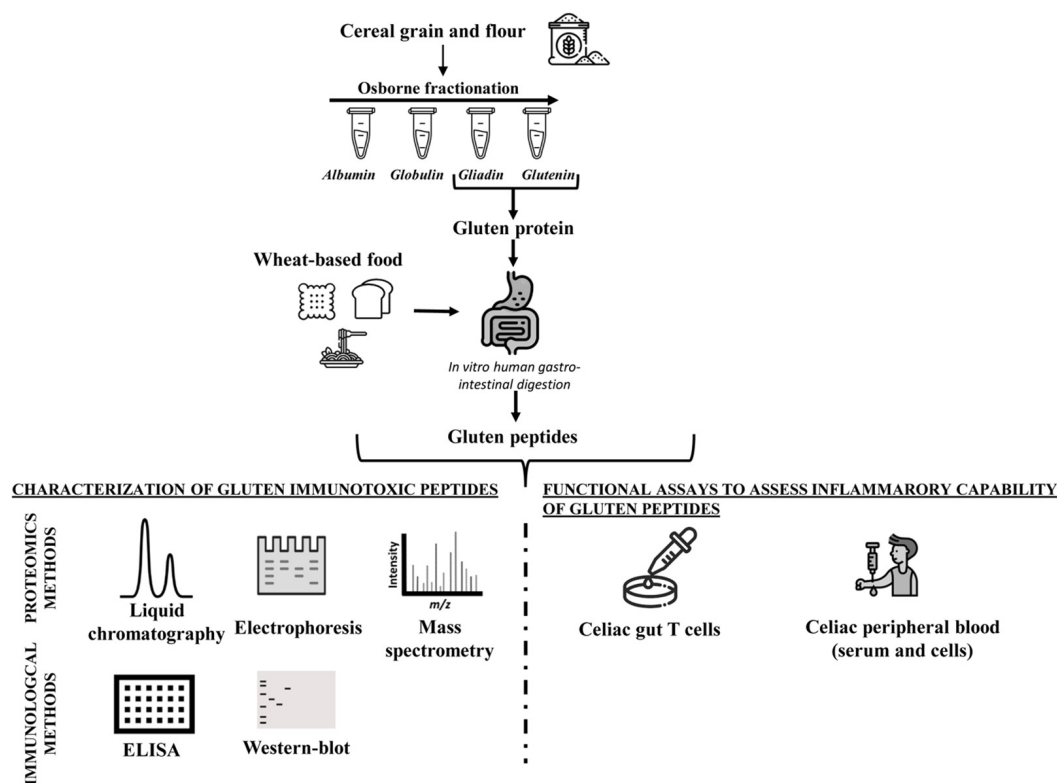 Cereal grain and flour
Osborne fractionation
Albumin Globulin Gliadin Glutenin
Gluten protein
Wheat-based food
In vitro human gastro-
intestinal digestion
Gluten peptides
CHARACTERIZATION OF GLUTEN IMMUNOTOXIC PEPTIDES
PROTEOMICS
METHODS
Liquid
chromatography
Electrophoresis
Intensity
m/z
Mass
spectrometry
IMMUNOLOGCAL
METHODS
ELISA
Western-blot
FUNCTIONAL ASSAYS TO ASSESS INFLAMMARORY CAPABILITY
OF GLUTEN PEPTIDES
Celiac gut T cells
Celiac peripheral blood
(serum and cells)